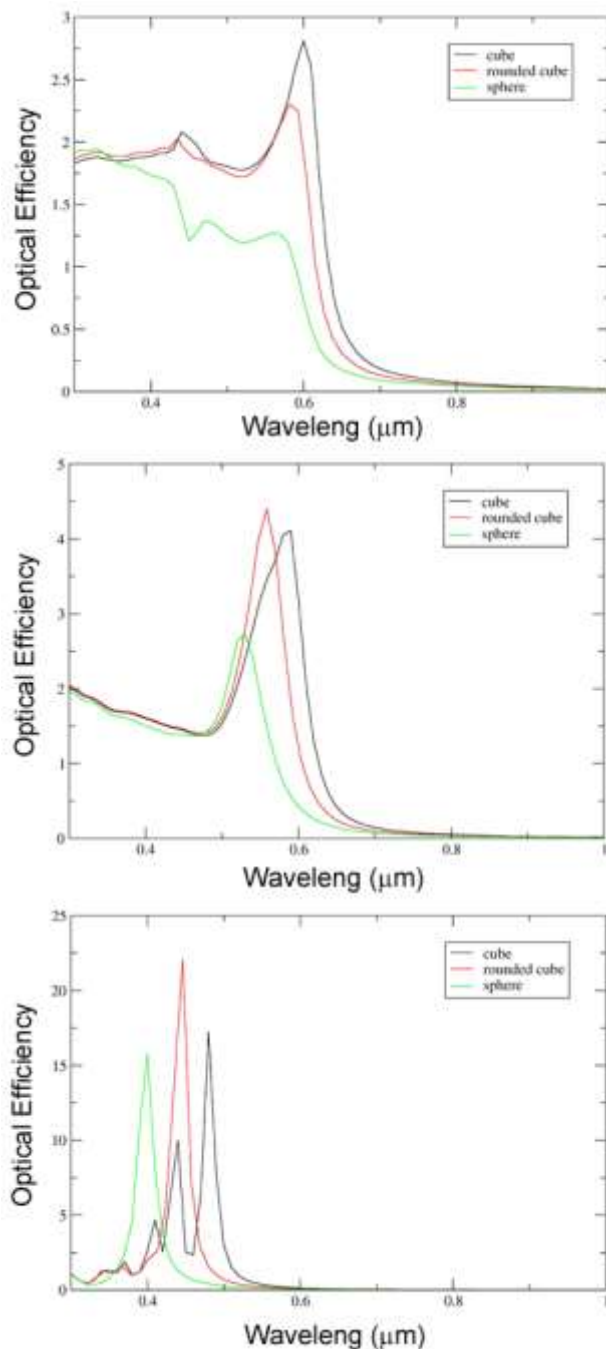 3
2.5
2
1.5
1
0.5
0
Optical Efficiency
cube
rounded cube
sphere
0.4 0.6 0.8 1
Waveleng (μm)
5
4
3
2
1
0
Optical Efficiency
cube
rounded cube
sphere
0.4 0.6 0.8 1
Waveleng (μm)
25
20
15
10
5
0
Optical Efficiency
cube
rounded cube
sphere
0.4 0.6 0.8 1
Waveleng (μm)